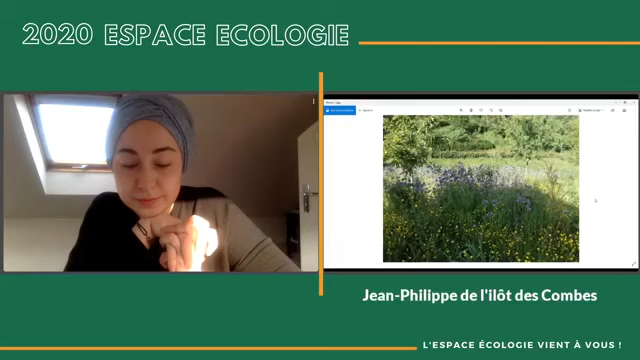 2020 ESPACE ECOLOGIE
Jean-Philippe de l'ilôt des Combes
L'ESPACE ÉCOLOGIE VIENT À VOUS !